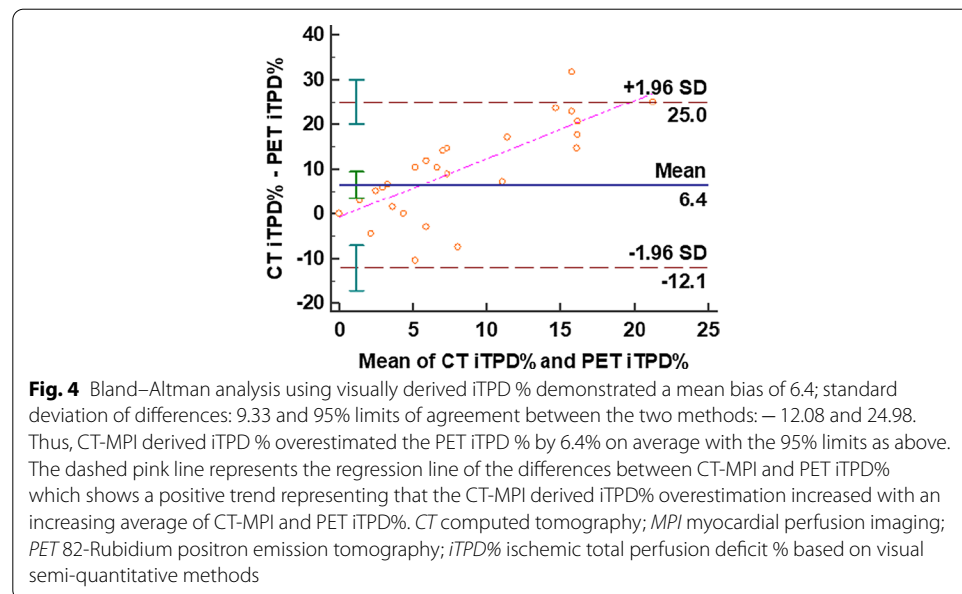 40
30
20
10
0
-10
-20
CT iTPD% - PET iTPD%
+1.96 SD
25.0
Mean
6.4
-1.96 SD
-12.1
0 5 10 15 20 25
Mean of CT iTPD% and PET iTPD%
Fig. 4 Bland–Altman analysis using visually derived iTPD % demonstrated a mean bias of 6.4; standard
deviation of differences: 9.33 and 95% limits of agreement between the two methods: − 12.08 and 24.98.
Thus, CT-MPI derived iTPD % overestimated the PET iTPD % by 6.4% on average with the 95% limits as above.
The dashed pink line represents the regression line of the differences between CT-MPI and PET iTPD%
which shows a positive trend representing that the CT-MPI derived iTPD% overestimation increased with an
increasing average of CT-MPI and PET iTPD%. CT computed tomography; MPI myocardial perfusion imaging;
PET 82-Rubidium positron emission tomography; iTPD% ischemic total perfusion deficit % based on visual
semi-quantitative methods